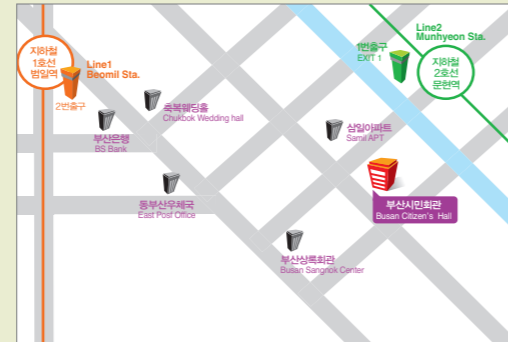 지하철
1호선
범일역
Line1
Beomil Sta.
2번출구
축복웨딩홀
Chukbok Wedding hall
부산은행
BS Bank
동부산우체국
East Post Office
부산상록회관
Busan Sangnok Center
삼일아파트
Samil APT
부산시민회관
Busan Citizen's Hall
1번출구
EXIT 1
Line2
Munhyeon Sta.
지하철
2호선
문현역